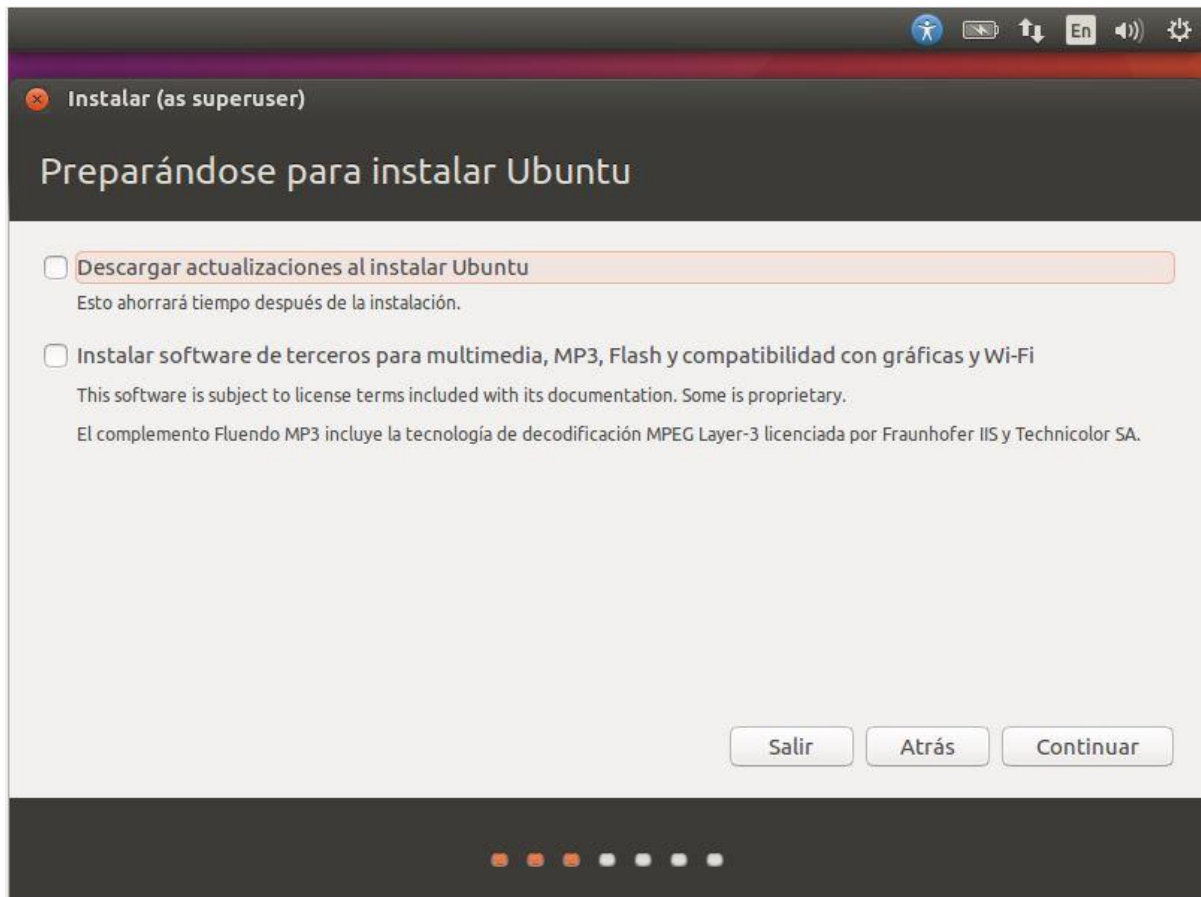 En
Instalar (as superuser)
Preparándose para instalar Ubuntu
Descargar actualizaciones al instalar Ubuntu
Esto ahorrará tiempo después de la instalación.
Instalar software de terceros para multimedia, MP3, Flash y compatibilidad con gráficas y Wi-Fi
This software is subject to license terms included with its documentation. Some is proprietary.
El complemento Fluendo MP3 incluye la tecnología de decodificación MPEG Layer-3 licenciada por Fraunhofer IIS y Technicolor SA.
Salir Atrás Continuar